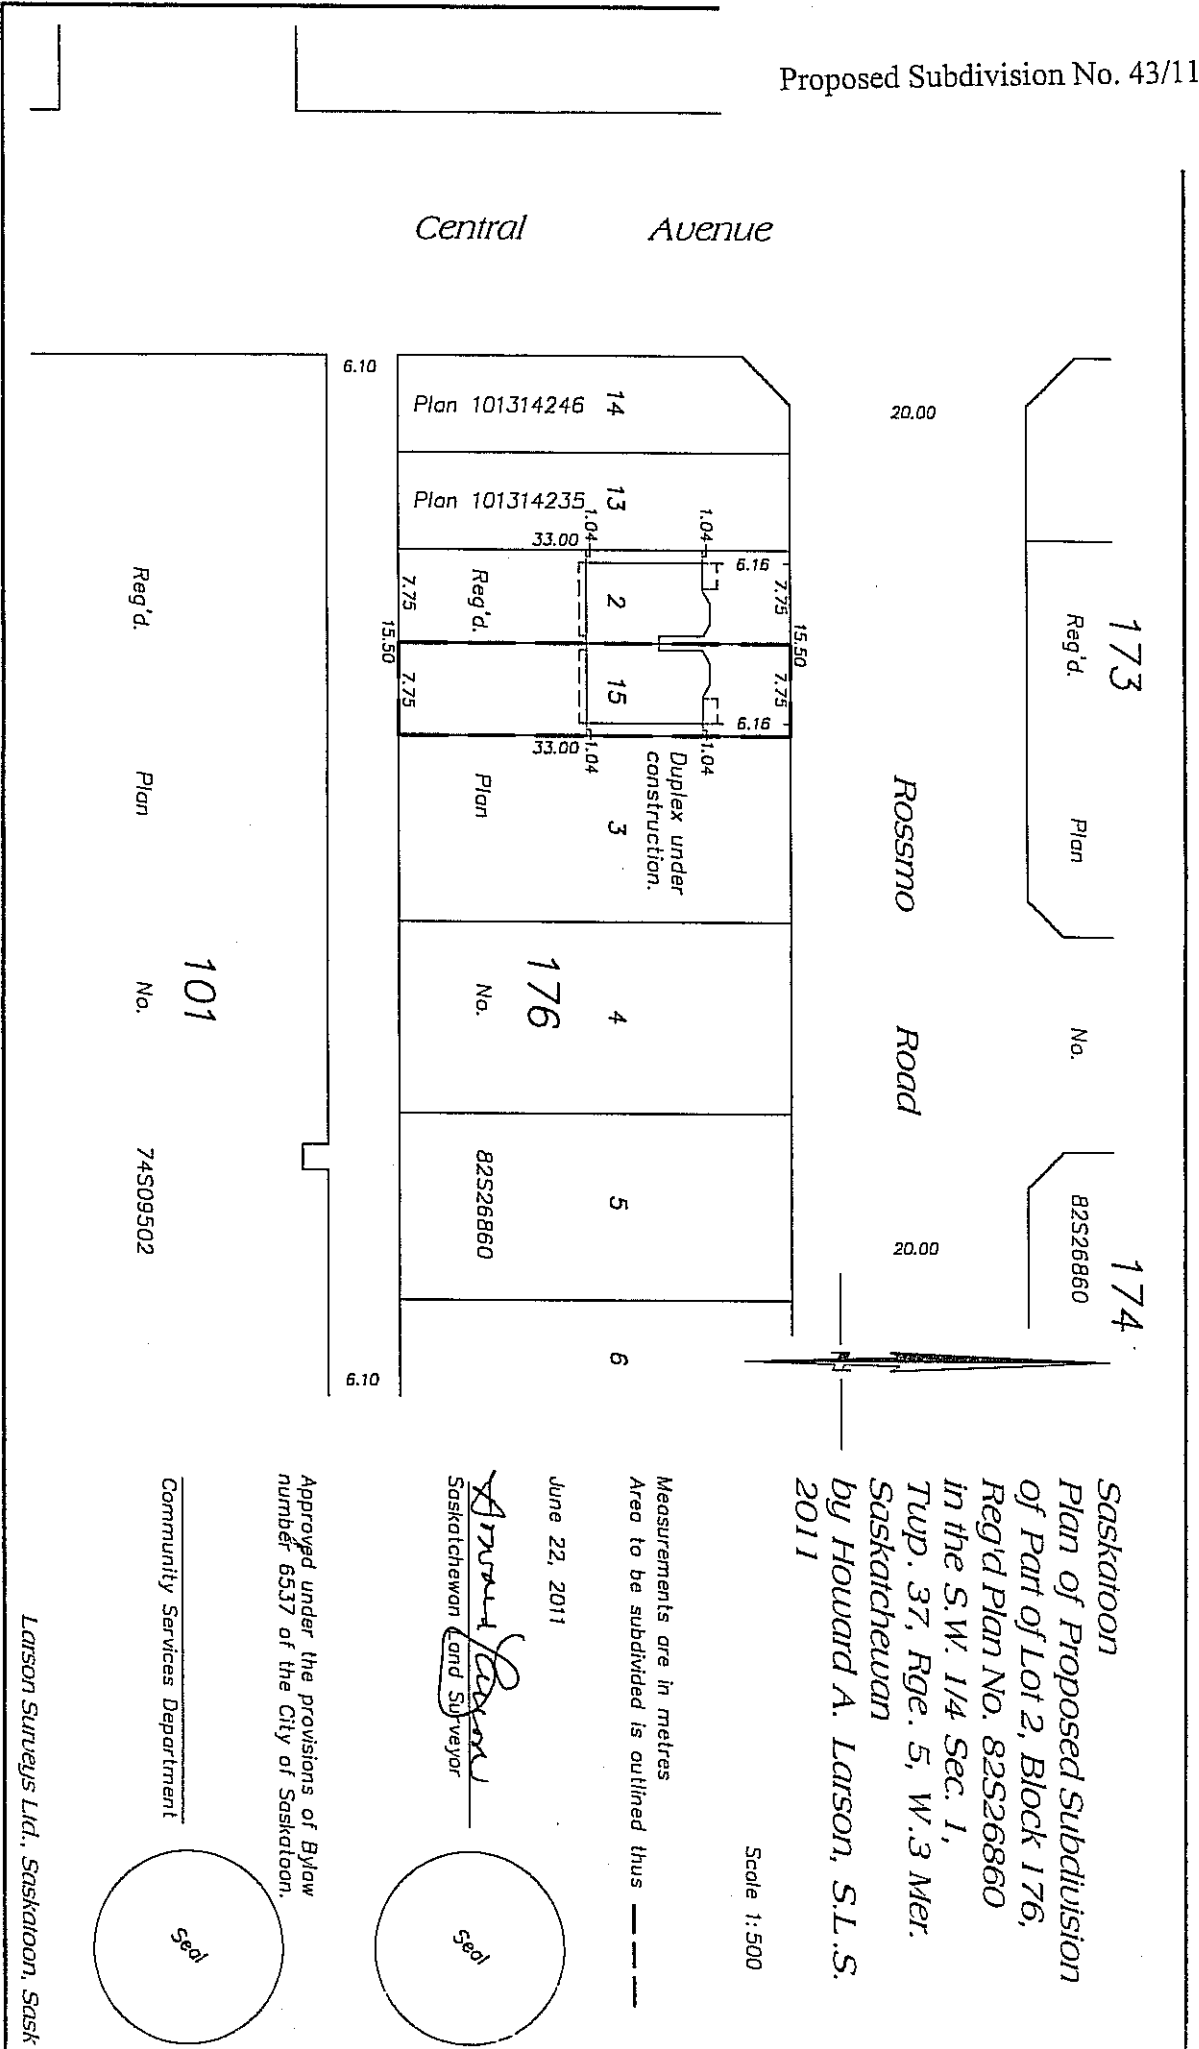 Proposed Subdivision No. 43/11
Saskatoon
Plan of Proposed Subdivision
of Part of Lot 2, Block 176,
Reg'd Plan No. 82S26860
in the S.W. 1/4 Sec. 1,
Twp. 37, Rge. 5, W.3 Mer.
Saskatchewan
by Howard A. Larson, S.L.S.
2011
Scale 1:500
Measurements are in metres
Area to be subdivided is outlined thus
June 22, 2011
Saskatchewan Land Surveyor
Seal
Approved under the provisions of Bylaw
number 6537 of the City of Saskatoon.
Community Services Department
Seal
Larson Surveys Ltd., Saskatoon, Sask
Central Avenue
173
174
Reg'd. Plan No. 82S26860
20.00
Rossmo Road
20.00
15.50
7.75
7.75
6.16
6.16
1.04
1.04
14
13
2
15
3
4
5
6
Duplex under
construction.
1.04
1.04
33.00
33.00
Plan 101314246
Plan 101314235
176
Reg'd. Plan No. 82S26860
7.75
7.75
15.50
6.10
6.10
101
Reg'd. Plan No. 74S09502